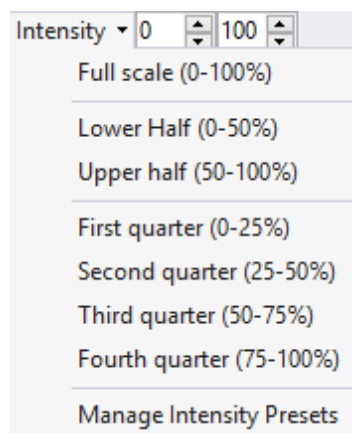 Intensity 0 100
Full scale (0-100%)
Lower Half (0-50%)
Upper half (50-100%)
First quarter (0-25%)
Second quarter (25-50%)
Third quarter (50-75%)
Fourth quarter (75-100%)
Manage Intensity Presets